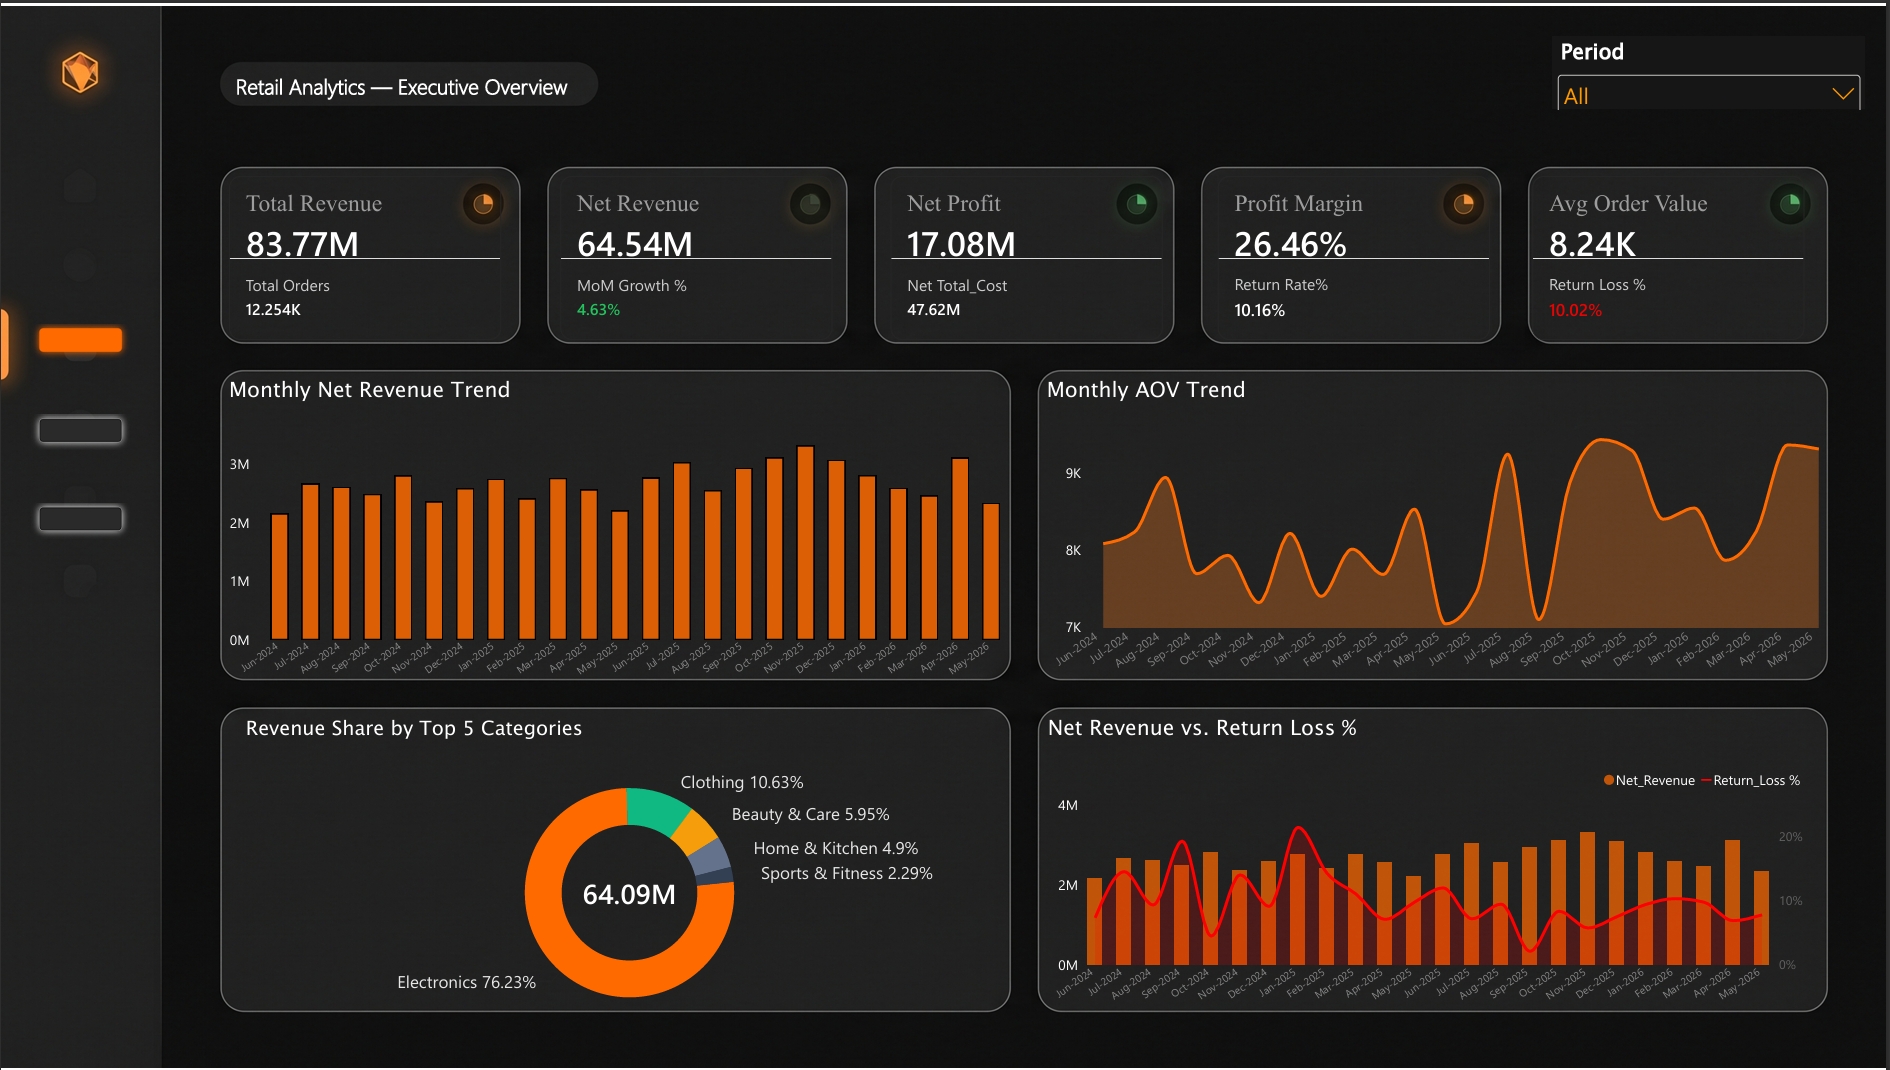 Period
Retail Analytics — Executive Overview
All
Total Revenue
83.77M
Total Orders
12.254K
Net Revenue
64.54M
MoM Growth %
4.63%
Net Profit
17.08M
Net Total_Cost
47.62M
Profit Margin
26.46%
Return Rate%
10.16%
Avg Order Value
8.24K
Return Loss %
10.02%
Monthly Net Revenue Trend
3M
2M
1M
0M
Jun-2024 Jul-2024 Aug-2024 Sep-2024 Oct-2024 Nov-2024 Dec-2024 Jan-2025 Feb-2025 Mar-2025 Apr-2025 May-2025 Jun-2025 Jul-2025 Aug-2025 Sep-2025 Oct-2025 Nov-2025 Dec-2025 Jan-2026 Feb-2026 Mar-2026 Apr-2026 May-2026
Monthly AOV Trend
9K
8K
7K
Jun-2024 Jul-2024 Aug-2024 Sep-2024 Oct-2024 Nov-2024 Dec-2024 Jan-2025 Feb-2025 Mar-2025 Apr-2025 May-2025 Jun-2025 Jul-2025 Aug-2025 Sep-2025 Oct-2025 Nov-2025 Dec-2025 Jan-2026 Feb-2026 Mar-2026 Apr-2026 May-2026
Revenue Share by Top 5 Categories
Clothing 10.63%
Beauty & Care 5.95%
Home & Kitchen 4.9%
Sports & Fitness 2.29%
64.09M
Electronics 76.23%
Net Revenue vs. Return Loss %
Net_Revenue Return_Loss %
4M
20%
2M
10%
0M
0%
Jun-2024 Jul-2024 Aug-2024 Sep-2024 Oct-2024 Nov-2024 Dec-2024 Jan-2025 Feb-2025 Mar-2025 Apr-2025 May-2025 Jun-2025 Jul-2025 Aug-2025 Sep-2025 Oct-2025 Nov-2025 Dec-2025 Jan-2026 Feb-2026 Mar-2026 Apr-2026 May-2026